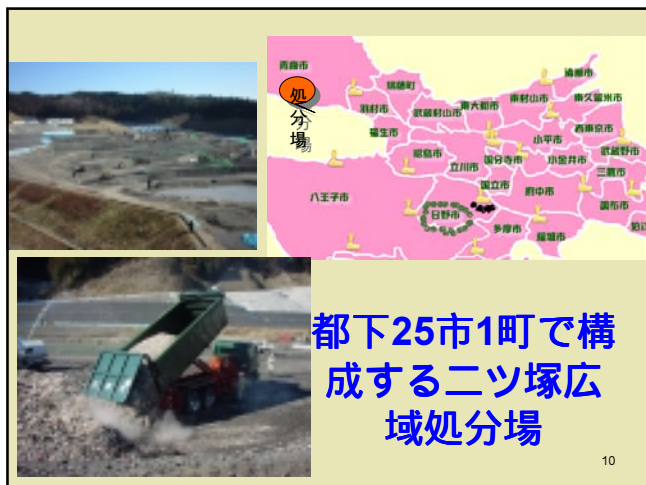 青梅市
処分場
瑞穂町
羽村市
福生市
武蔵村山市
東大和市
東村山市
清瀬市
東久留米市
西東京市
小平市
昭島市
立川市
国分寺市
小金井市
武蔵野市
三鷹市
八王子市
国立市
府中市
調布市
狛江
日野市
多摩市
稲城市
都下25市1町で構
成する二ツ塚広
域処分場
10